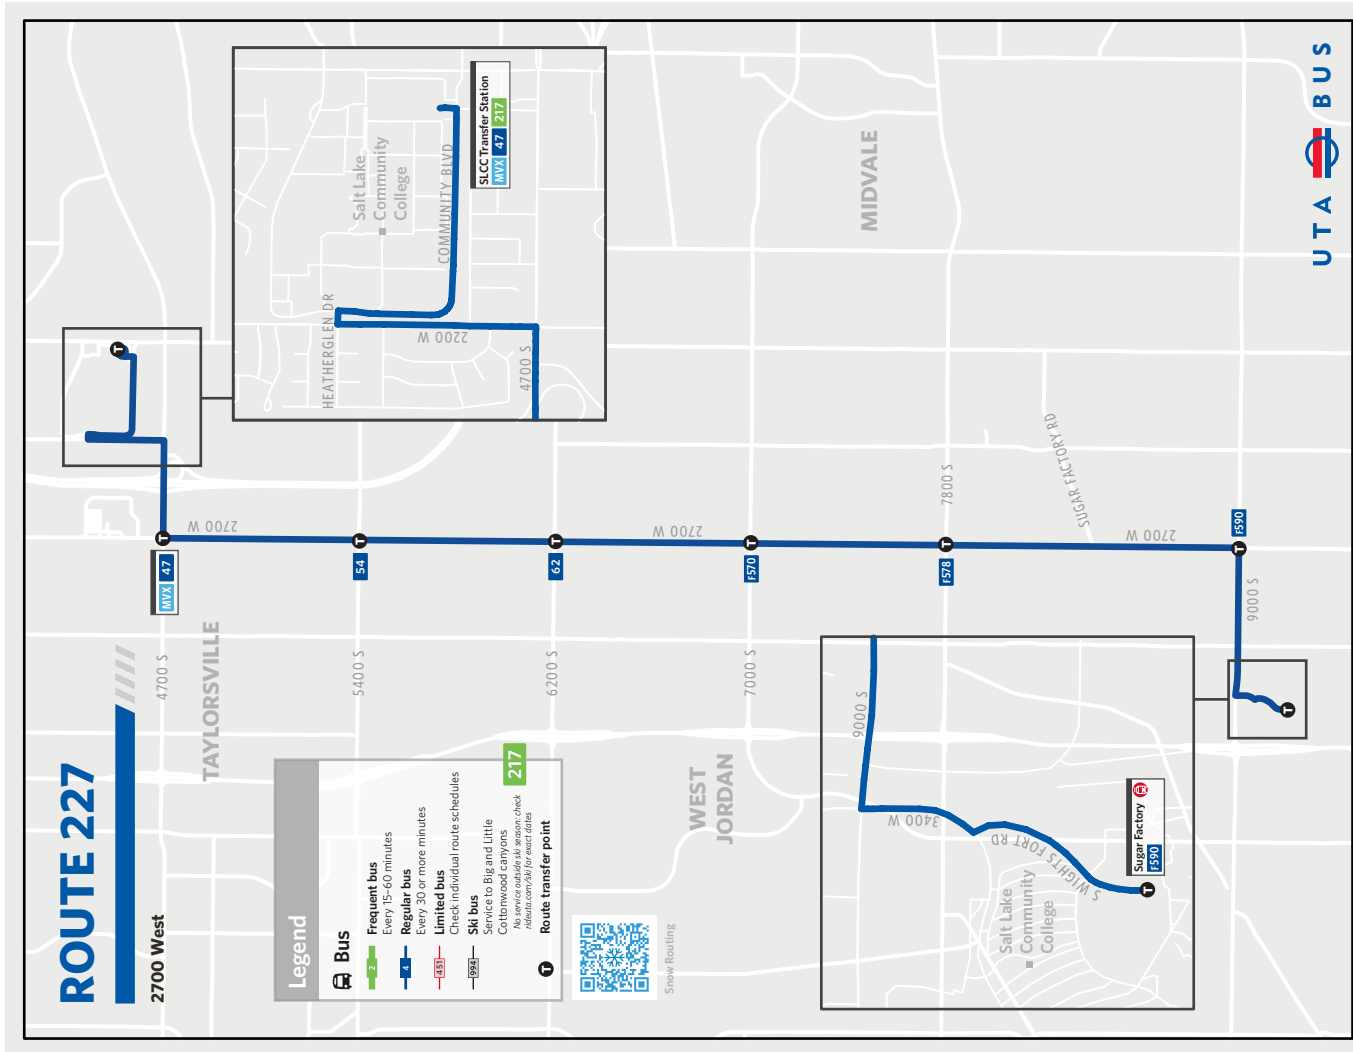 ROUTE 227
2700 West
Legend
Bus
2
Frequent bus
Every 15–60 minutes
4
Regular bus
Every 30 or more minutes
451
Limited bus
Check individual route schedules
994
Ski bus
Service to Big and Little
Cottonwood canyons
No service outside ski season: check
rideuta.com/ski for exact dates
T
Route transfer point
217
Snow Routing
TAYLORSVILLE
WEST
JORDAN
MIDVALE
4700 S
5400 S
6200 S
7000 S
7800 S
9000 S
2700 W
2700 W
2700 W
SUGAR FACTORY RD
MVX 47
54
62
F570
F578
F590
T
T
T
T
T
T
T
T
HEATHERGLEN DR
2200 W
4700 S
COMMUNITY BLVD
Salt Lake
Community
College
SLCC Transfer Station
MVX 47 217
9000 S
3400 W
S WIGHTS FORT RD
Salt Lake
Community
College
Sugar Factory
F590
T
UTA BUS